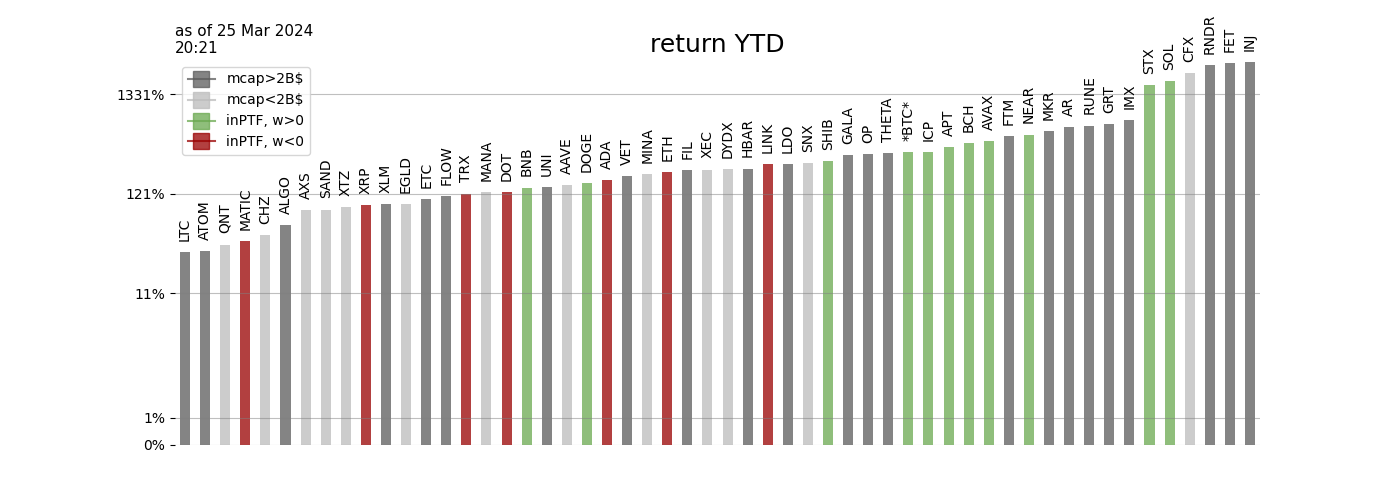 as of 25 Mar 2024
20:21
return YTD
mcap>2B$
mcap<2B$
inPTF, w>0
inPTF, w<0
1331%
121%
11%
1%
0%
LTC
ATOM
QNT
MATIC
CHZ
ALGO
AXS
SAND
XTZ
XRP
XLM
EGLD
ETC
FLOW
TRX
MANA
DOT
BNB
UNI
AAVE
DOGE
ADA
VET
MINA
ETH
FIL
XEC
DYDX
HBAR
LINK
LDO
SNX
SHIB
GALA
OP
THETA
*BTC*
ICP
APT
BCH
AVAX
FTM
NEAR
MKR
AR
RUNE
GRT
IMX
STX
SOL
CFX
RNDR
FET
INJ